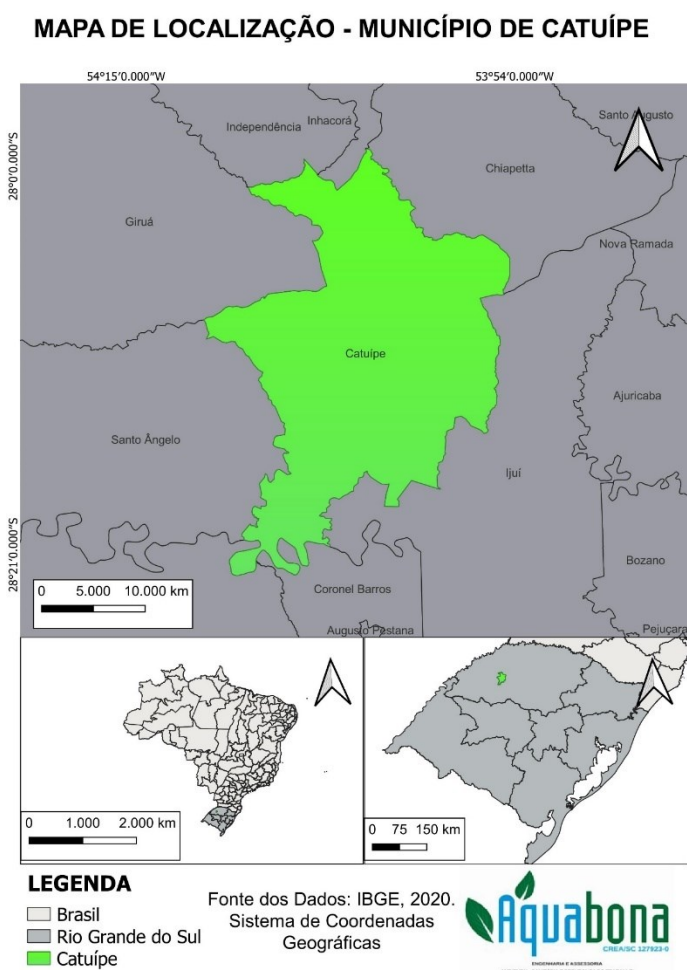 MAPA DE LOCALIZAÇÃO - MUNICÍPIO DE CATUÍPE
54°15'0.000"W
53°54'0.000"W
28°0'0.000"S
28°21'0.000"S
Santo Augusto
Inhacorá
Independência
Chiapetta
Giruá
Nova Ramada
Catuípe
Ajuricaba
Santo Ângelo
Ijuí
Bozano
Coronel Barros
Augusto Pestana
Pejuçara
0 5.000 10.000 km
0 1.000 2.000 km
0 75 150 km
LEGENDA
Brasil
Rio Grande do Sul
Catuípe
Fonte dos Dados: IBGE, 2020.
Sistema de Coordenadas
Geográficas
Aquabona
CREA/SC 127923-0
ENGENHARIA E ASSESSORIA